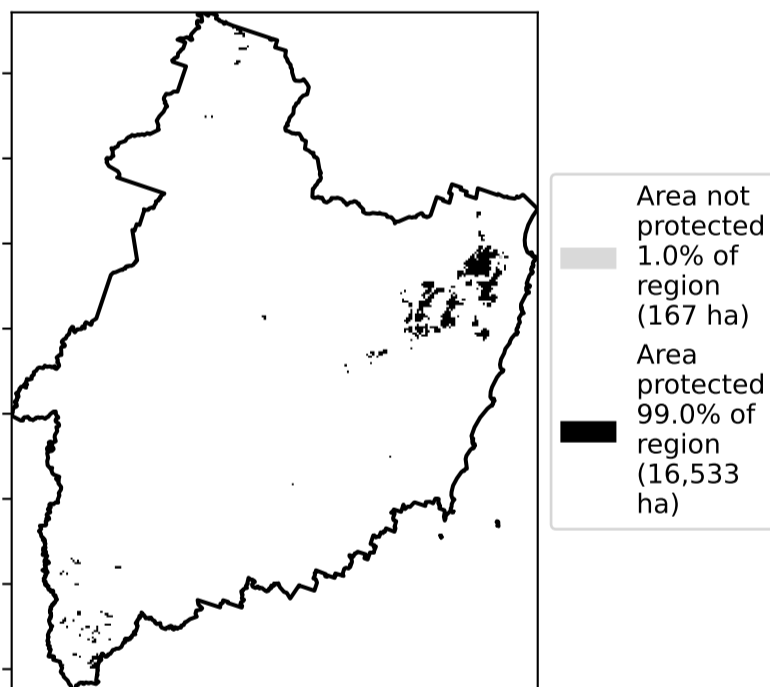 Area not
protected
1.0% of
region
(167 ha)
Area
protected
99.0% of
region
(16,533
ha)